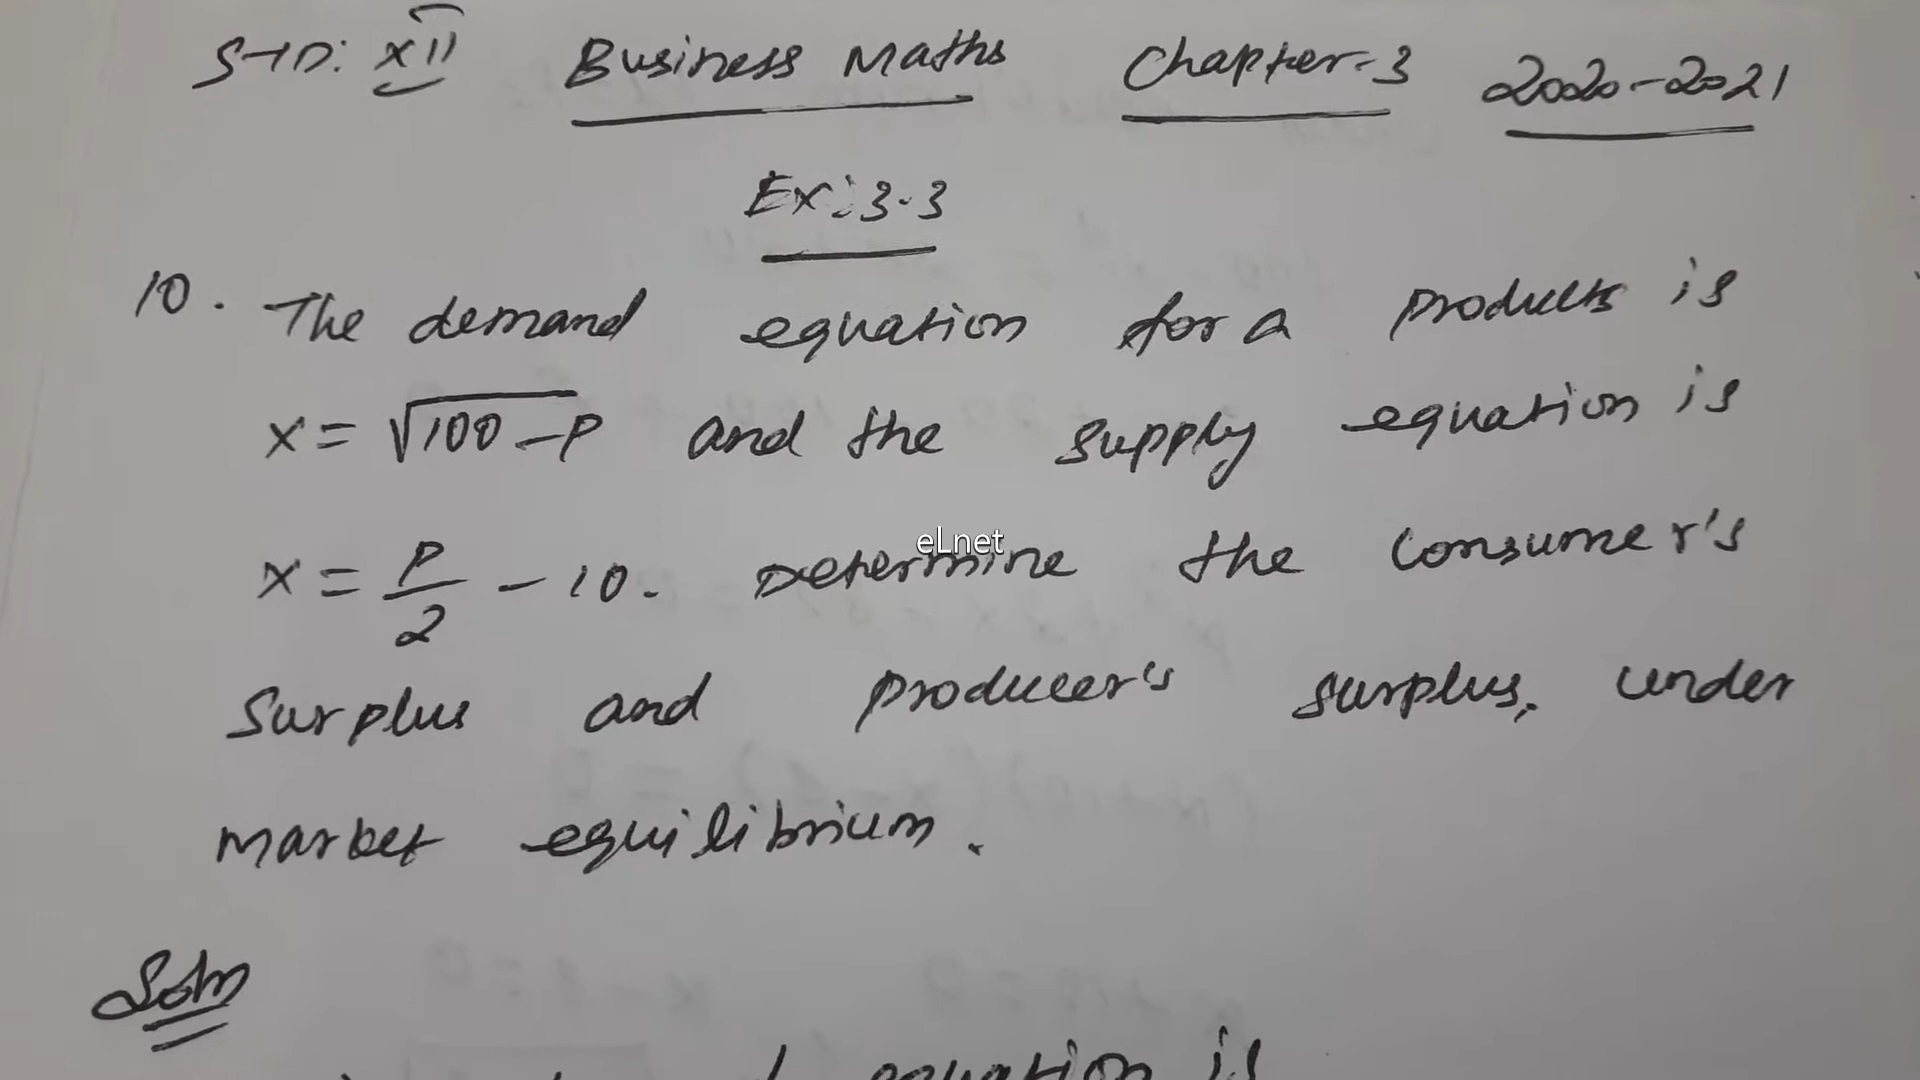 STD: XII Business Maths Chapter-3 2020-2021
Ex: 3.3
10. The demand equation for a products is
x = √100-P and the supply equation is
x = P/2 - 10. Determine the consumer's
eLnet
surplus and producer's surplus, under
market equilibrium.
Soln
equation is